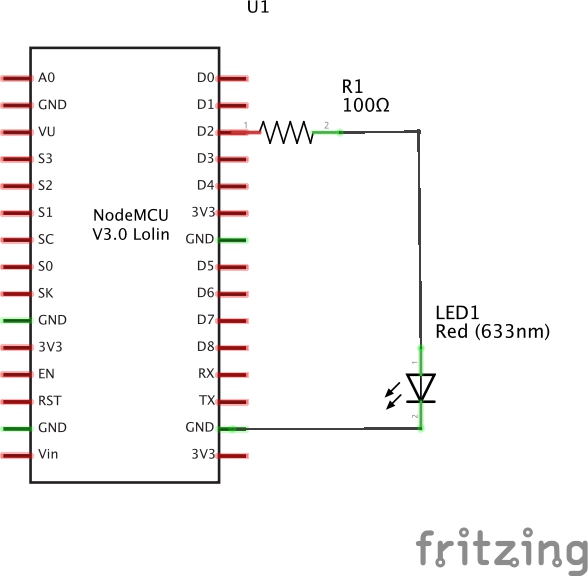 U1
A0
GND
VU
S3
S2
S1
SC
S0
SK
GND
3V3
EN
RST
GND
Vin
NodeMCU
V3.0 Lolin
D0
D1
D2
D3
D4
3V3
GND
D5
D6
D7
D8
RX
TX
GND
3V3
1
2
R1
100Ω
LED1
Red (633nm)
1
2
fritzing